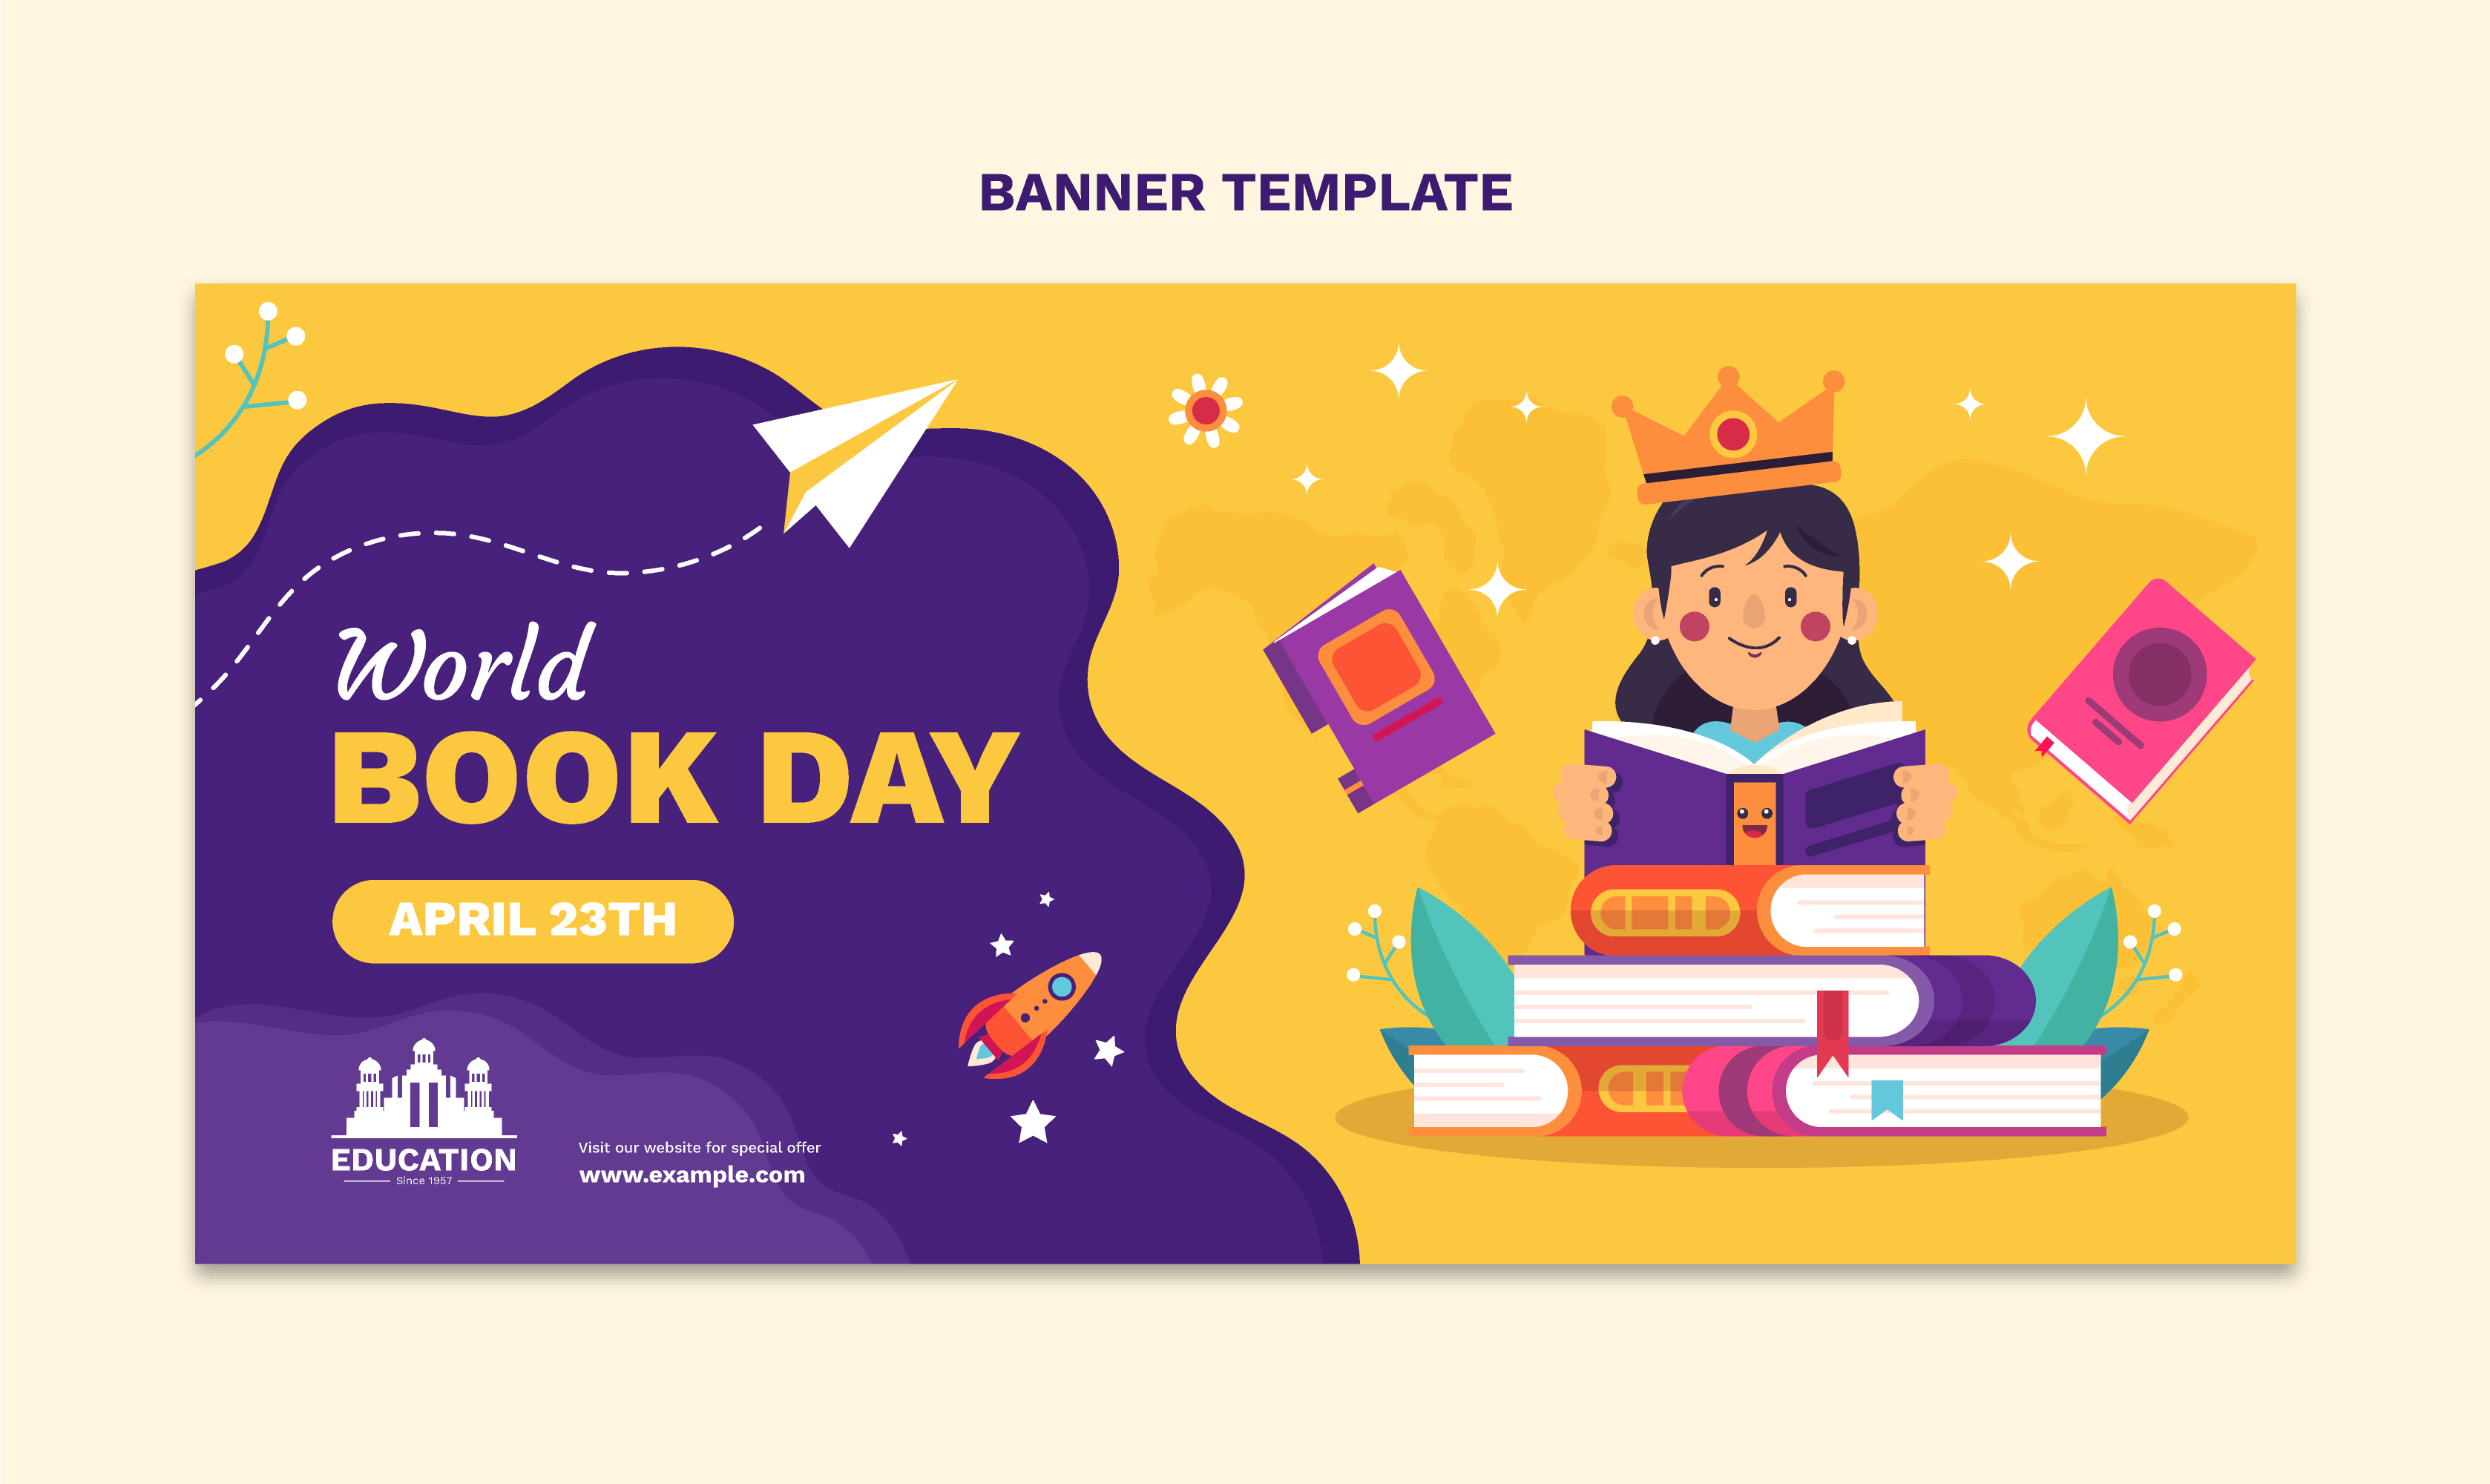 BANNER TEMPLATE
World
BOOK DAY
APRIL 23TH
EDUCATION
Since 1957
Visit our website for special offer
www.example.com